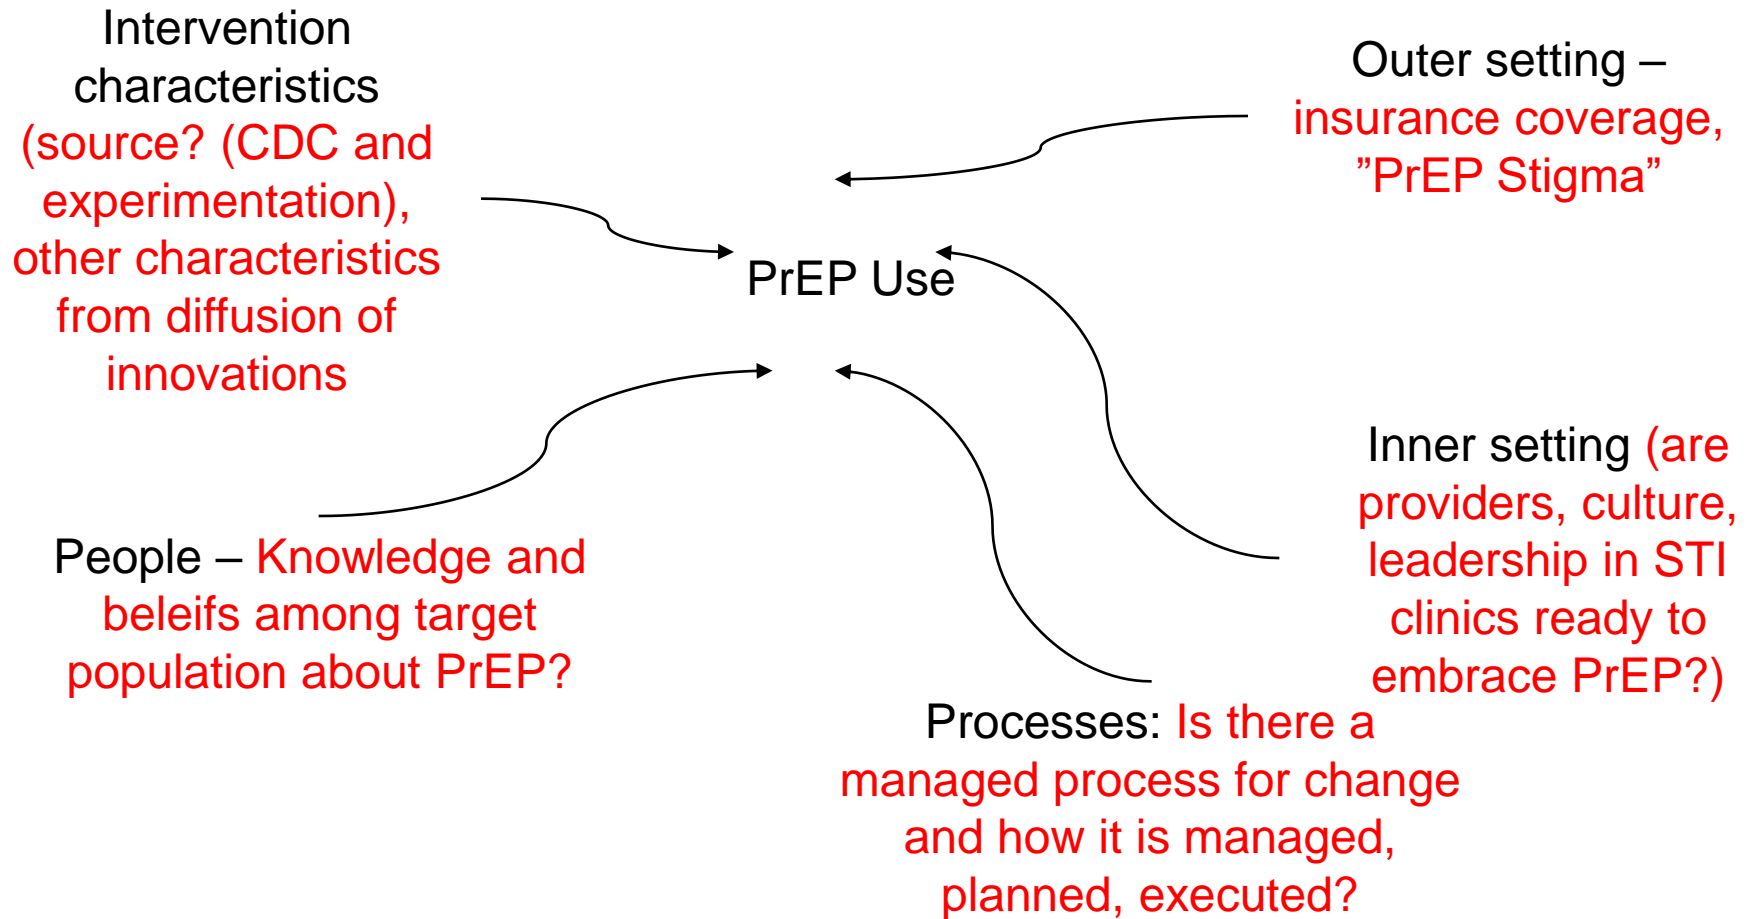 Intervention
characteristics
(source? (CDC and
experimentation),
other characteristics
from diffusion of
innovations
Outer setting –
insurance coverage,
”PrEP Stigma”
PrEP Use
People – Knowledge and
beleifs among target
population about PrEP?
Inner setting (are
providers, culture,
leadership in STI
clinics ready to
embrace PrEP?)
Processes: Is there a
managed process for change
and how it is managed,
planned, executed?